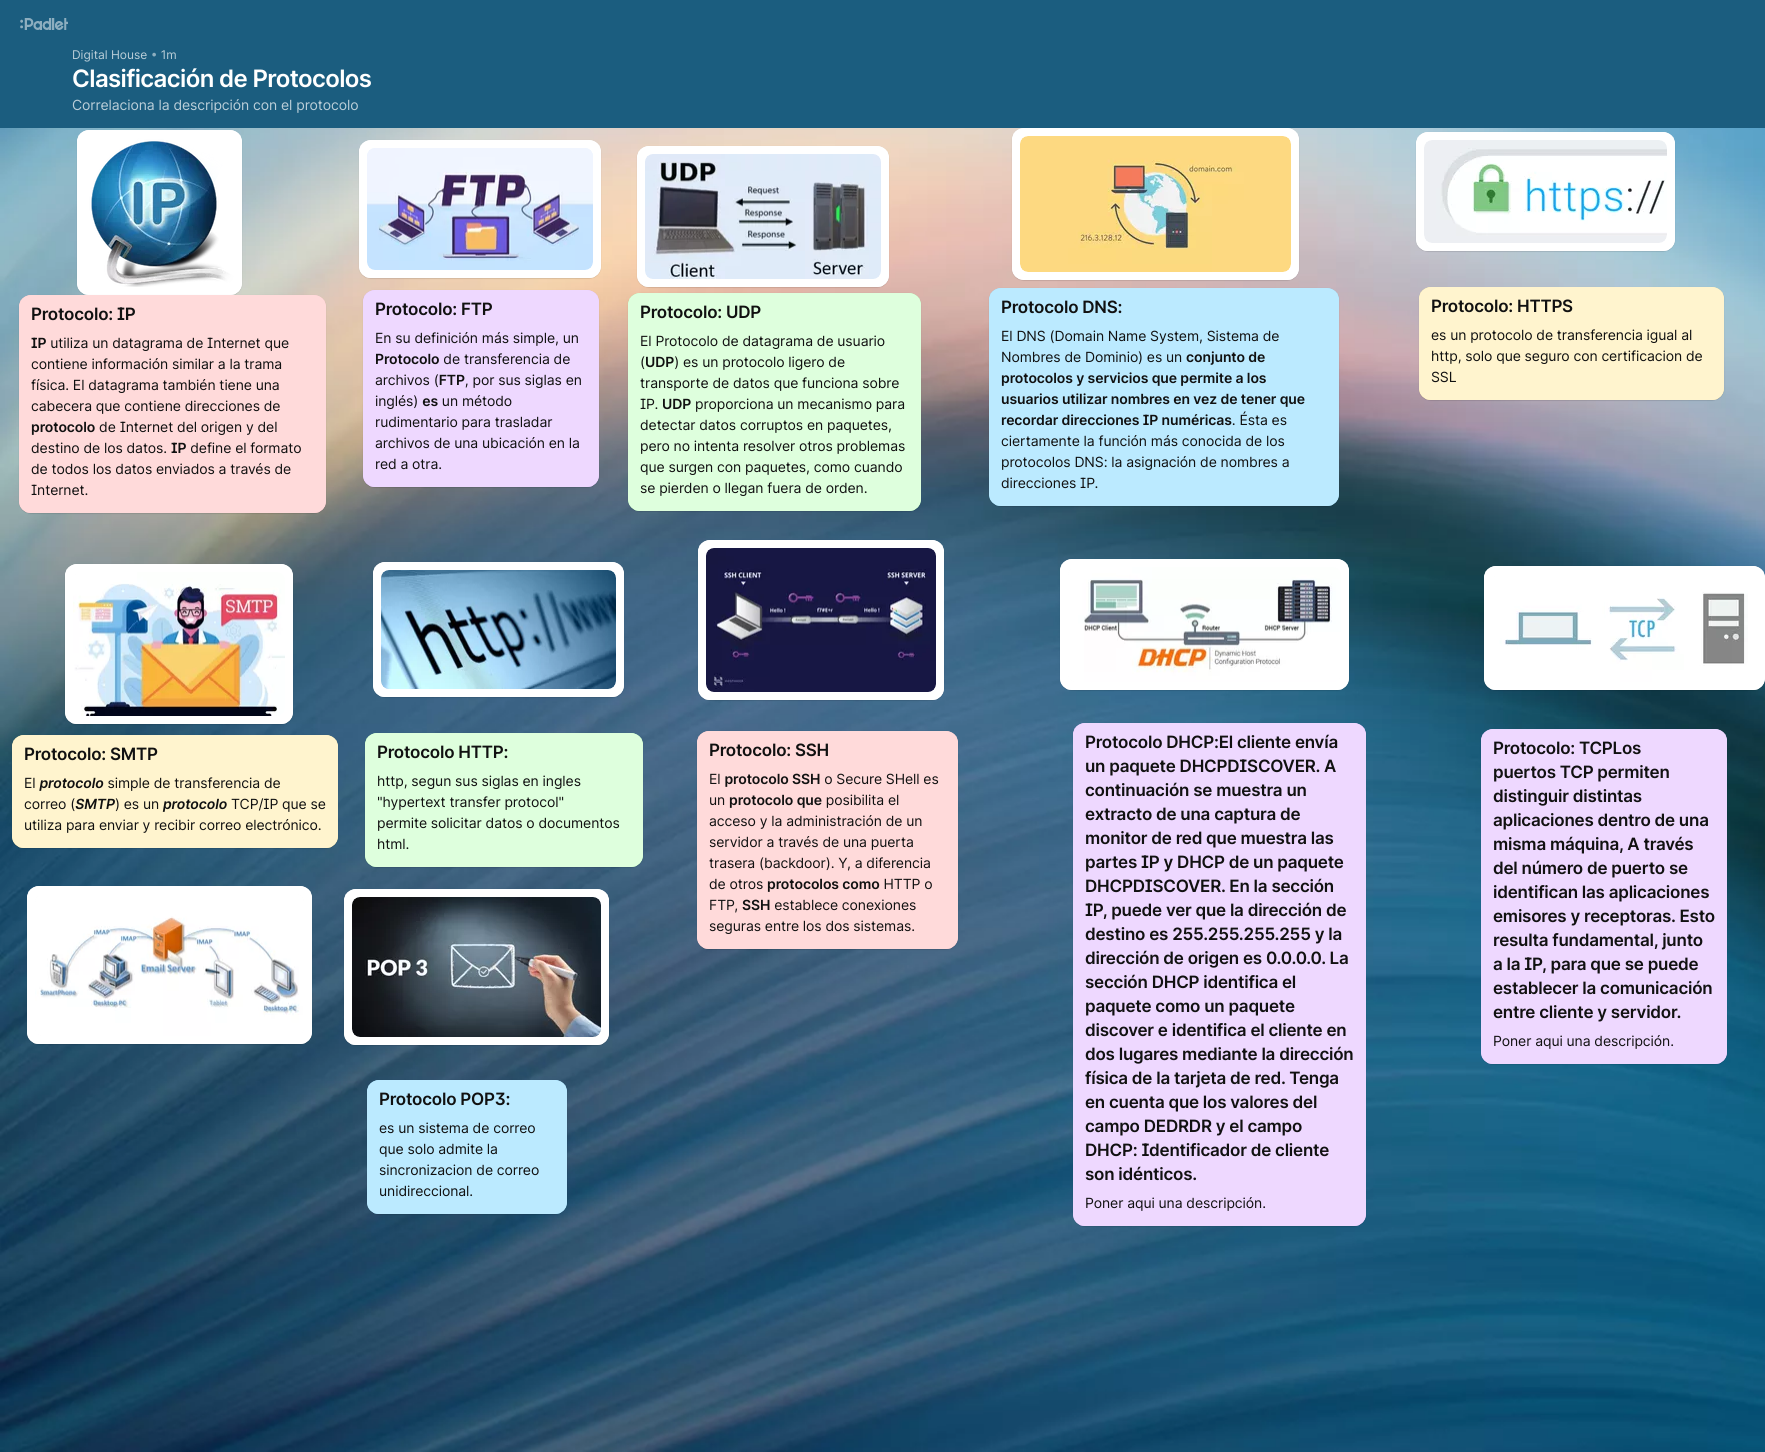 :Padlet
Digital House • 1m
Clasificación de Protocolos
Correlaciona la descripción con el protocolo
IP
Protocolo: IP
IP utiliza un datagrama de Internet que
contiene información similar a la trama
física. El datagrama también tiene una
cabecera que contiene direcciones de
protocolo de Internet del origen y del
destino de los datos. IP define el formato
de todos los datos enviados a través de
Internet.
FTP
Protocolo: FTP
En su definición más simple, un
Protocolo de transferencia de
archivos (FTP, por sus siglas en
inglés) es un método
rudimentario para trasladar
archivos de una ubicación en la
red a otra.
UDP
Request
Response
Response
Client
Server
Protocolo: UDP
El Protocolo de datagrama de usuario
(UDP) es un protocolo ligero de
transporte de datos que funciona sobre
IP. UDP proporciona un mecanismo para
detectar datos corruptos en paquetes,
pero no intenta resolver otros problemas
que surgen con paquetes, como cuando
se pierden o llegan fuera de orden.
domain.com
216.3.128.12
Protocolo DNS:
El DNS (Domain Name System, Sistema de
Nombres de Dominio) es un conjunto de
protocolos y servicios que permite a los
usuarios utilizar nombres en vez de tener que
recordar direcciones IP numéricas. Ésta es
ciertamente la función más conocida de los
protocolos DNS: la asignación de nombres a
direcciones IP.
https://
Protocolo: HTTPS
es un protocolo de transferencia igual al
http, solo que seguro con certificacion de
SSL
SMTP
Protocolo: SMTP
El protocolo simple de transferencia de
correo (SMTP) es un protocolo TCP/IP que se
utiliza para enviar y recibir correo electrónico.
http://ww
Protocolo HTTP:
http, segun sus siglas en ingles
"hypertext transfer protocol"
permite solicitar datos o documentos
html.
SSH CLIENT
SSH SERVER
Hello !
Hello !
Protocolo: SSH
El protocolo SSH o Secure SHell es
un protocolo que posibilita el
acceso y la administración de un
servidor a través de una puerta
trasera (backdoor). Y, a diferencia
de otros protocolos como HTTP o
FTP, SSH establece conexiones
seguras entre los dos sistemas.
DHCP Client
Router
DHCP Server
DHCP
Dynamic Host
Configuration Protocol
Protocolo DHCP:El cliente envía
un paquete DHCPDISCOVER. A
continuación se muestra un
extracto de una captura de
monitor de red que muestra las
partes IP y DHCP de un paquete
DHCPDISCOVER. En la sección
IP, puede ver que la dirección de
destino es 255.255.255.255 y la
dirección de origen es 0.0.0.0. La
sección DHCP identifica el
paquete como un paquete
discover e identifica el cliente en
dos lugares mediante la dirección
física de la tarjeta de red. Tenga
en cuenta que los valores del
campo DEDRDR y el campo
DHCP: Identificador de cliente
son idénticos.
Poner aqui una descripción.
TCP
Protocolo: TCPLos
puertos TCP permiten
distinguir distintas
aplicaciones dentro de una
misma máquina, A través
del número de puerto se
identifican las aplicaciones
emisores y receptoras. Esto
resulta fundamental, junto
a la IP, para que se puede
establecer la comunicación
entre cliente y servidor.
Poner aqui una descripción.
IMAP
IMAP
IMAP
IMAP
Email Server
SmartPhone
Desktop PC
Tablet
Desktop PC
POP 3
Protocolo POP3:
es un sistema de correo
que solo admite la
sincronizacion de correo
unidireccional.